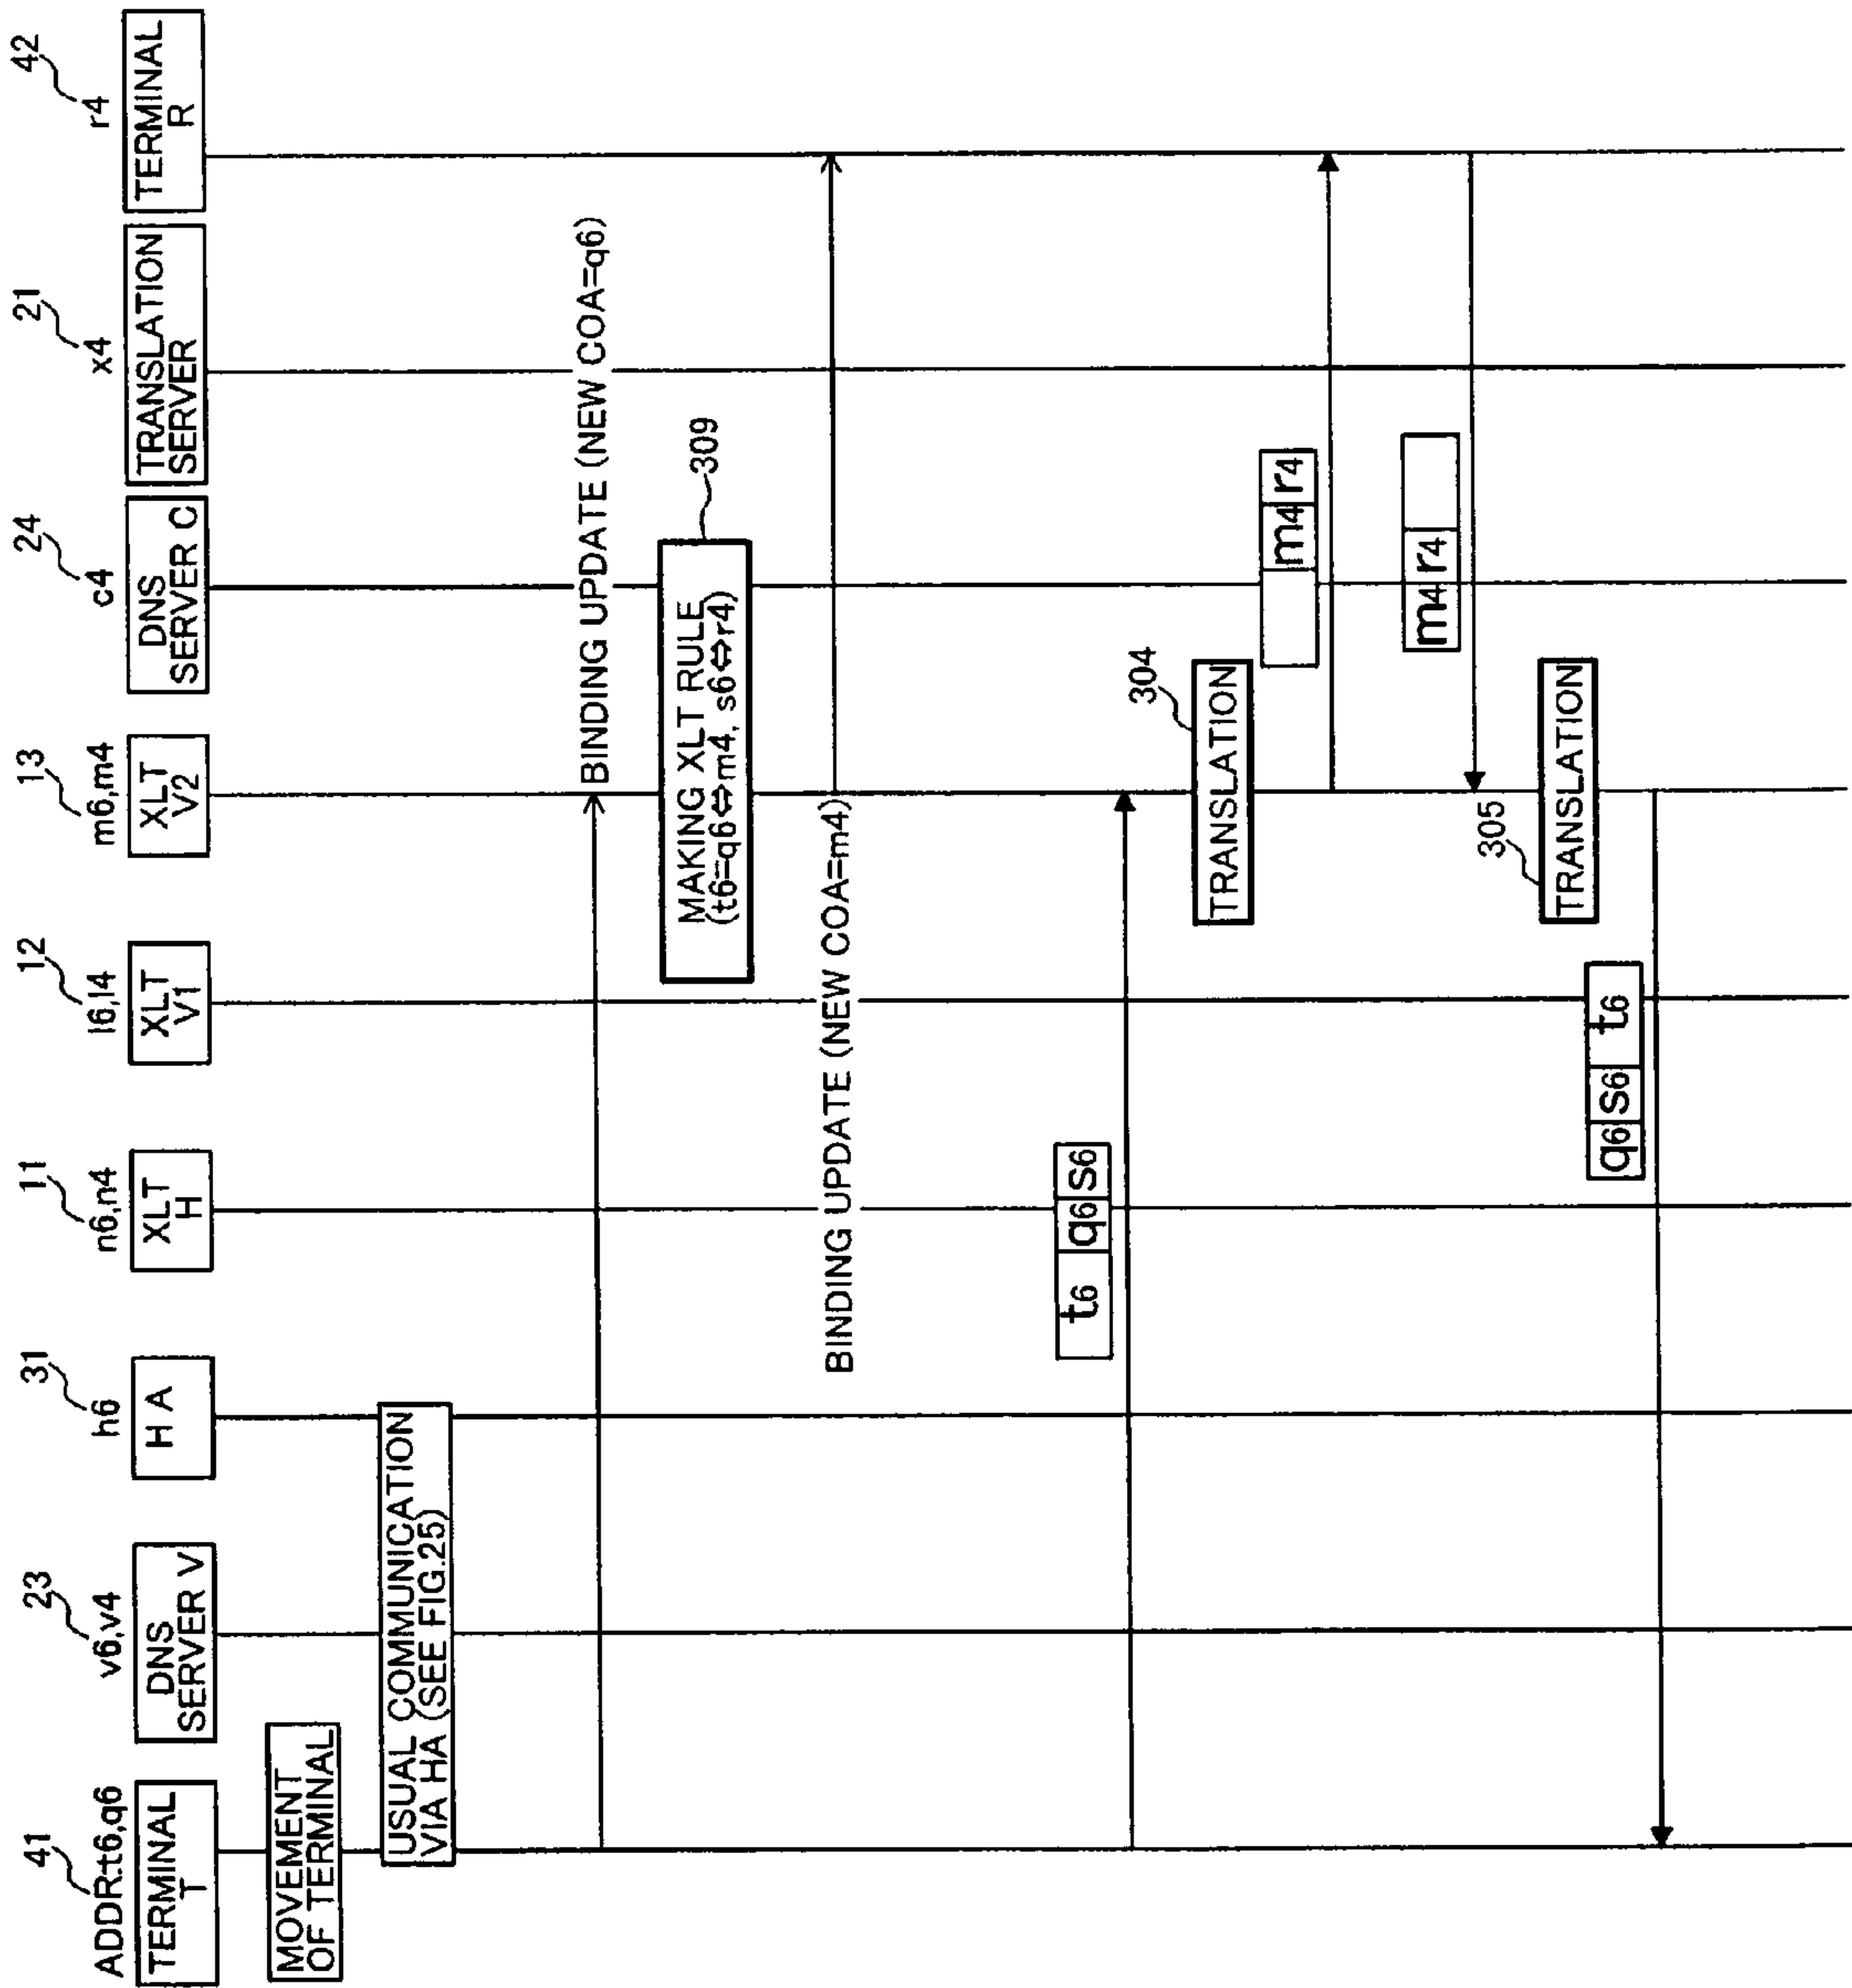 41
ADDR:t6,q6
TERMINAL
T
23
v6,v4
DNS
SERVER V
31
h6
H A
11
n6,n4
XLT
H
12
l6,l4
XLT
V1
13
m6,m4
XLT
V2
24
c4
DNS
SERVER C
21
x4
TRANSLATION
SERVER
42
r4
TERMINAL
R
MOVEMENT
OF TERMINAL
USUAL COMMUNICATION
VIA HA (SEE FIG.25)
BINDING UPDATE (NEW COA=q6)
309
MAKING XLT RULE
(t6=q6⇔m4, s6⇔r4)
BINDING UPDATE (NEW COA=m4)
t6 q6 s6
304
TRANSLATION
m4 r4
m4 r4
305
TRANSLATION
q6 s6 t6